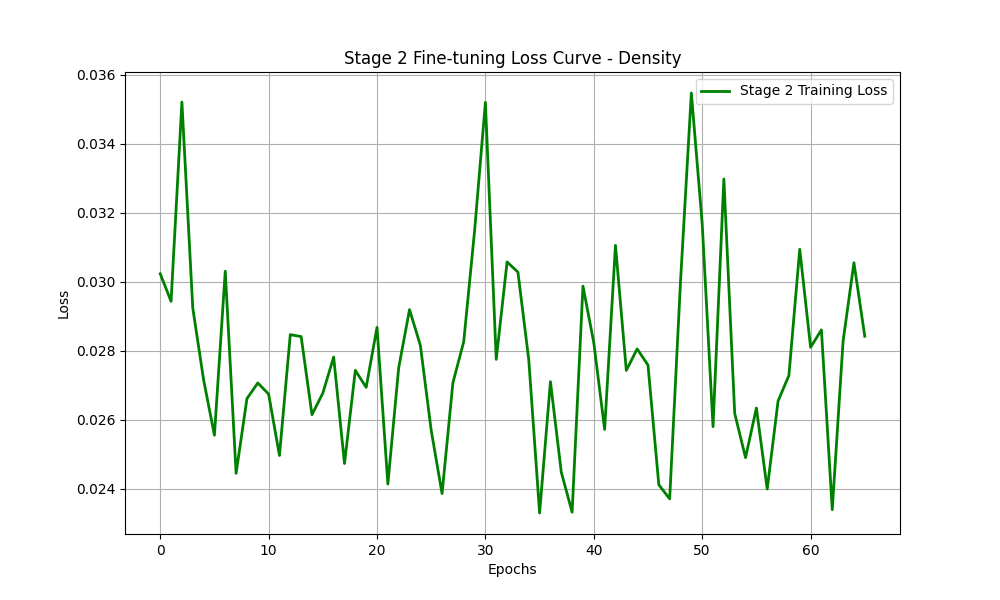 Stage 2 Fine-tuning Loss Curve - Density
Stage 2 Training Loss
Loss
0.036
0.034
0.032
0.030
0.028
0.026
0.024
0 10 20 30 40 50 60
Epochs